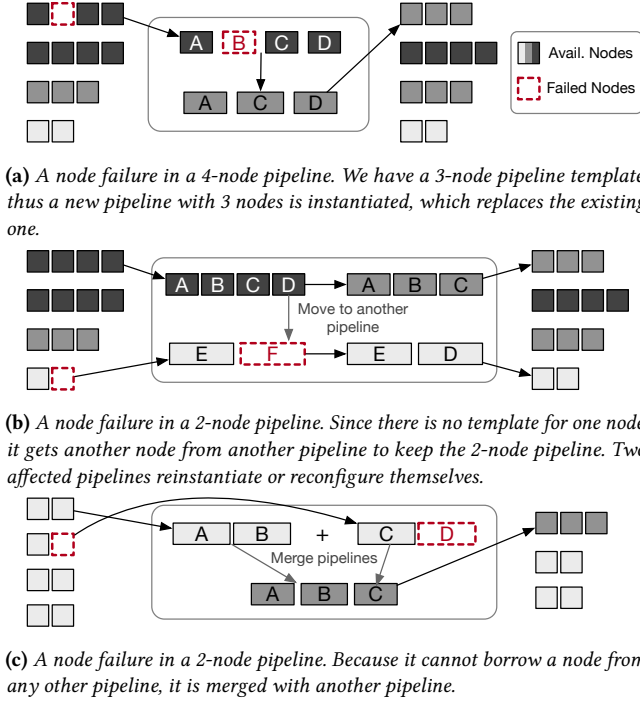 A B C D
Avail. Nodes
Failed Nodes
A C D
(a) A node failure in a 4-node pipeline. We have a 3-node pipeline template
thus a new pipeline with 3 nodes is instantiated, which replaces the existing
one.
A B C D A B C
Move to another
pipeline
E F E D
(b) A node failure in a 2-node pipeline. Since there is no template for one node
it gets another node from another pipeline to keep the 2-node pipeline. Two
affected pipelines reinstantiate or reconfigure themselves.
A B + C D
Merge pipelines
A B C
(c) A node failure in a 2-node pipeline. Because it cannot borrow a node from
any other pipeline, it is merged with another pipeline.